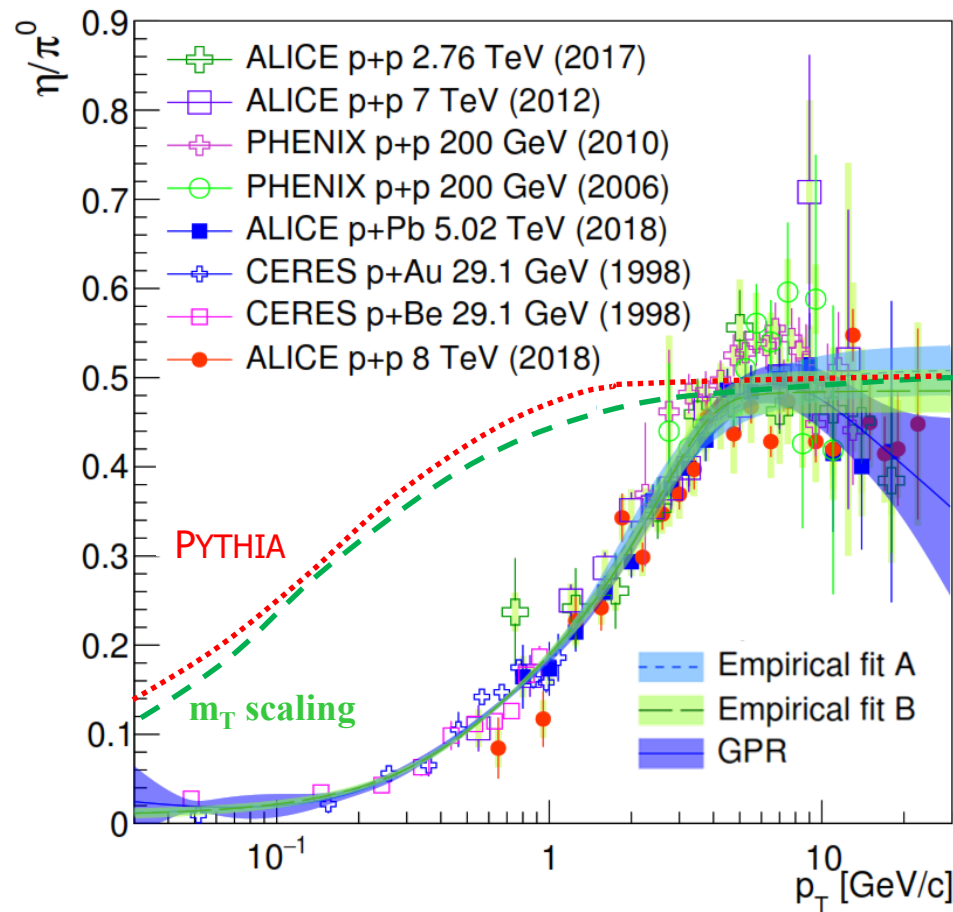 η/π⁰
0.9
0.8
0.7
0.6
0.5
0.4
0.3
0.2
0.1
0
ALICE p+p 2.76 TeV (2017)
ALICE p+p 7 TeV (2012)
PHENIX p+p 200 GeV (2010)
PHENIX p+p 200 GeV (2006)
ALICE p+Pb 5.02 TeV (2018)
CERES p+Au 29.1 GeV (1998)
CERES p+Be 29.1 GeV (1998)
ALICE p+p 8 TeV (2018)
PYTHIA
m_T scaling
Empirical fit A
Empirical fit B
GPR
10⁻¹
1
10
p_T [GeV/c]